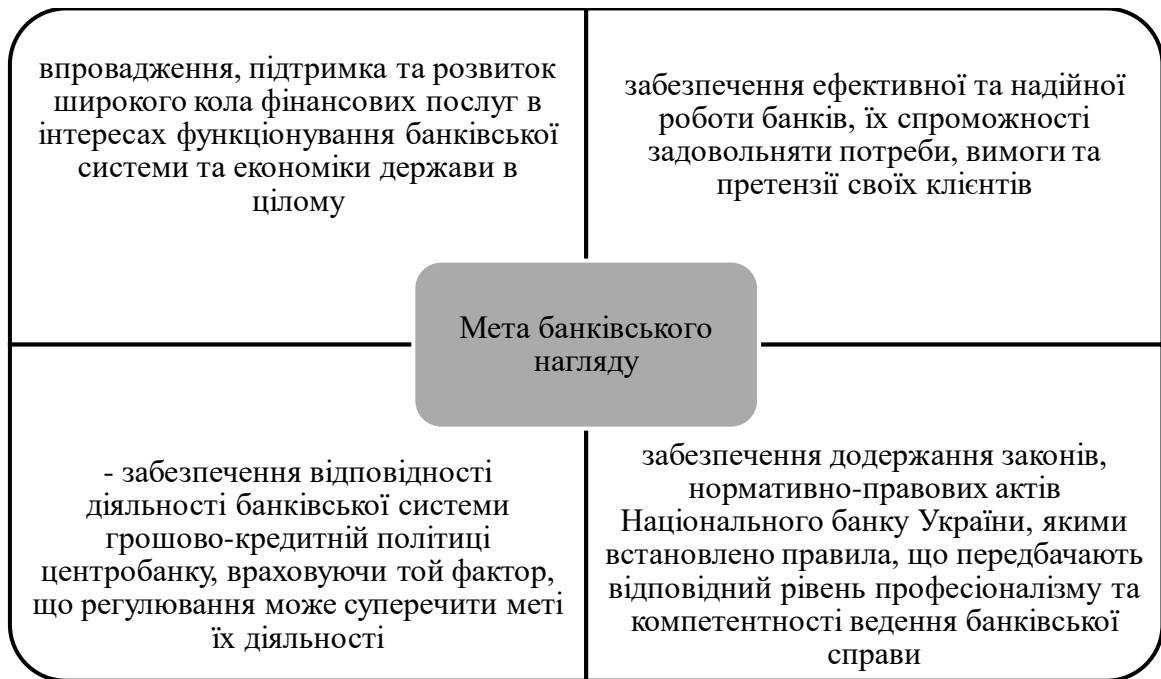 впровадження, підтримка та розвиток
широкого кола фінансових послуг в
інтересах функціонування банківської
системи та економіки держави в
цілому
забезпечення ефективної та надійної
роботи банків, їх спроможності
задовольняти потреби, вимоги та
претензії своїх клієнтів
Мета банківського
нагляду
- забезпечення відповідності
діяльності банківської системи
грошово-кредитній політиці
центробанку, враховуючи той фактор,
що регулювання може суперечити меті
їх діяльності
забезпечення додержання законів,
нормативно-правових актів
Національного банку України, якими
встановлено правила, що передбачають
відповідний рівень професіоналізму та
компетентності ведення банківської
справи